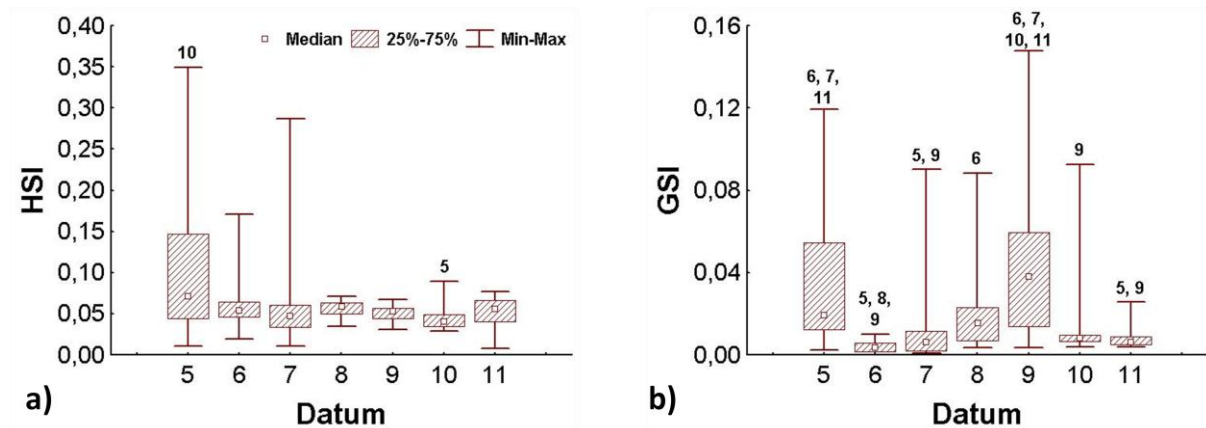 0,40
0,35
0,30
0,25
0,20
0,15
0,10
0,05
0,00
HSI
Median 25%-75% Min-Max
10
5
5 6 7 8 9 10 11
Datum
a)
0,16
0,12
0,08
0,04
0,00
GSI
6, 7,
11
5, 8,
9
5, 9
6
6, 7,
10, 11
9
5, 9
5 6 7 8 9 10 11
Datum
b)